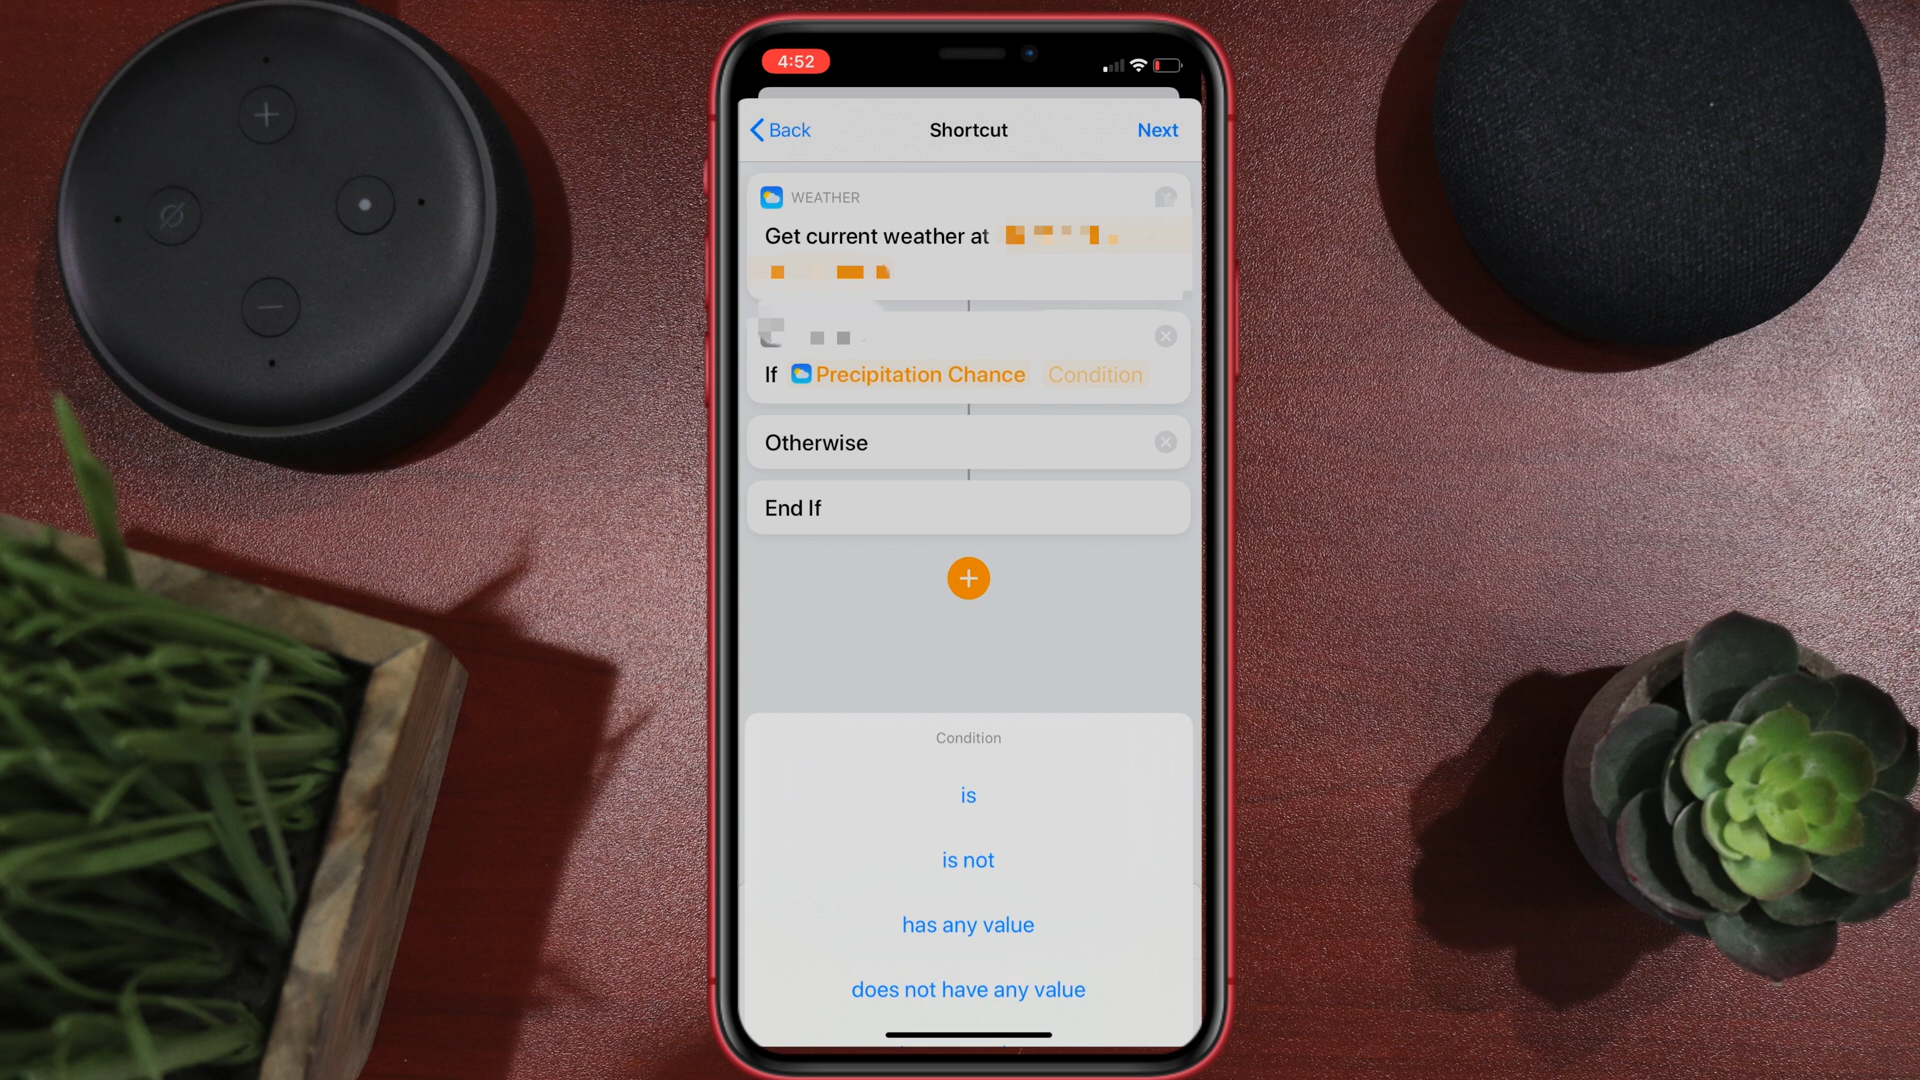 4:52
Back
Shortcut
Next
WEATHER
Get current weather at
If Precipitation Chance Condition
Otherwise
End If
Condition
is
is not
has any value
does not have any value